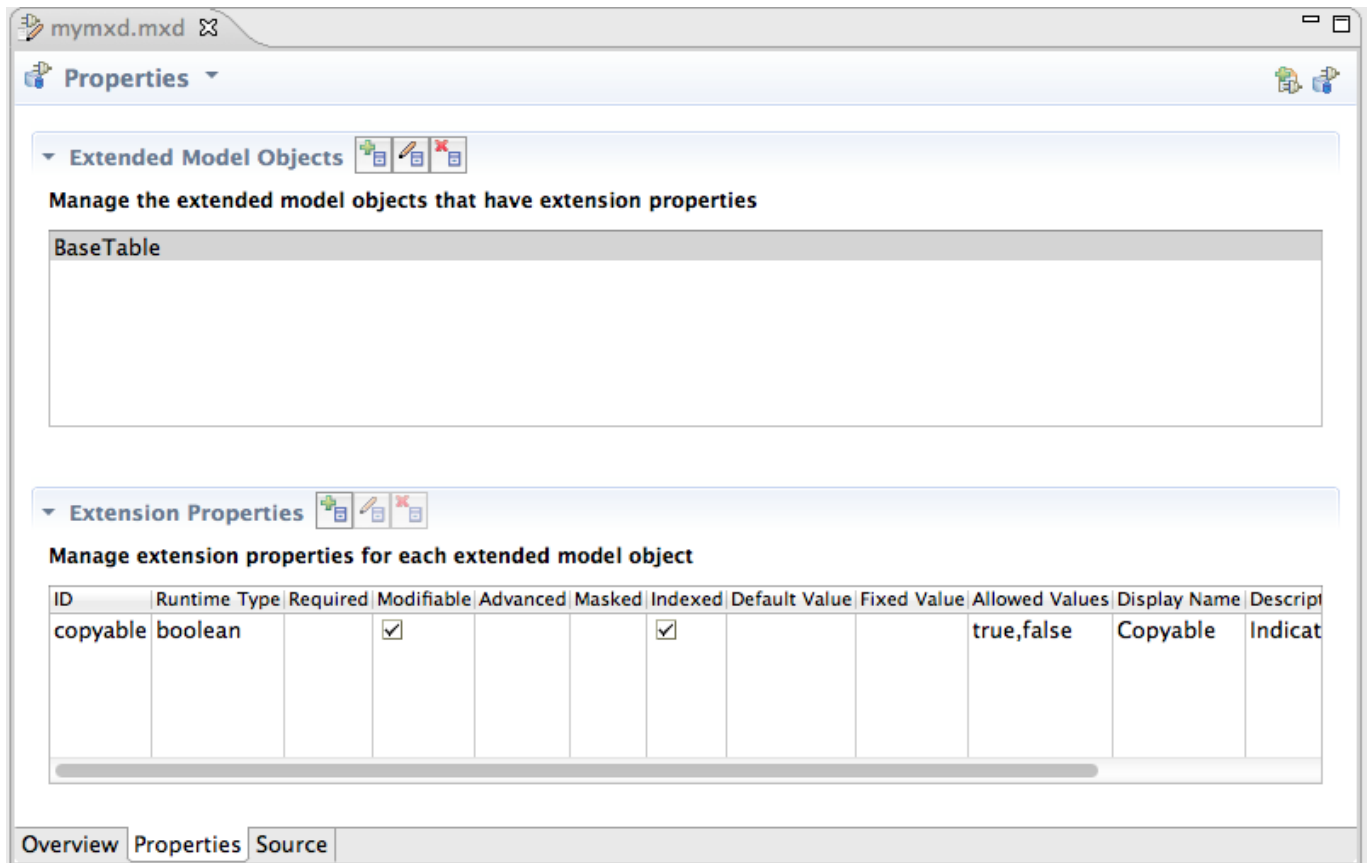 mymxd.mxd
Properties
Extended Model Objects
Manage the extended model objects that have extension properties
BaseTable
Extension Properties
Manage extension properties for each extended model object
ID Runtime Type Required Modifiable Advanced Masked Indexed Default Value Fixed Value Allowed Values Display Name Descript
copyable boolean true,false Copyable Indicat
Overview Properties Source